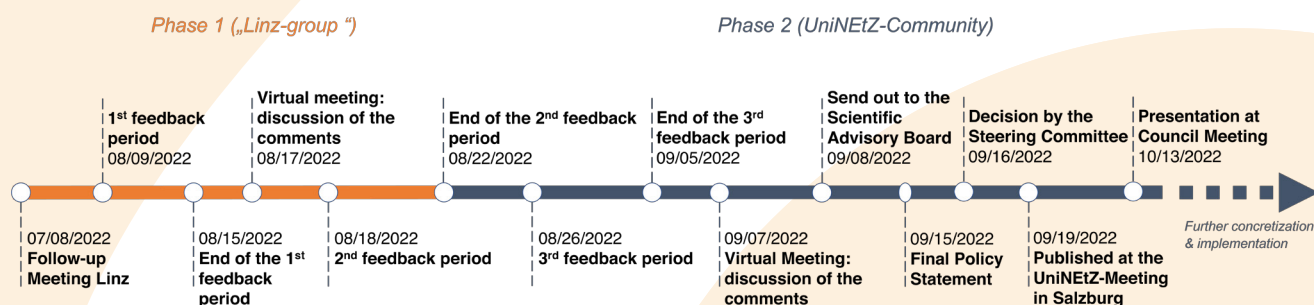 Phase 1 („Linz-group “)
Phase 2 (UniNEtZ-Community)
1st feedback
period
08/09/2022
Virtual meeting:
discussion of the
comments
08/17/2022
End of the 2nd feedback
period
08/22/2022
End of the 3rd
feedback period
09/05/2022
Send out to the
Scientific
Advisory Board
09/08/2022
Decision by the
Steering Committee
09/16/2022
Presentation at
Council Meeting
10/13/2022
07/08/2022
Follow-up
Meeting Linz
08/15/2022
End of the 1st
feedback
period
08/18/2022
2nd feedback period
08/26/2022
3rd feedback period
09/07/2022
Virtual Meeting:
discussion of the
comments
09/15/2022
Final Policy
Statement
09/19/2022
Published at the
UniNEtZ-Meeting
in Salzburg
Further concretization
& implementation